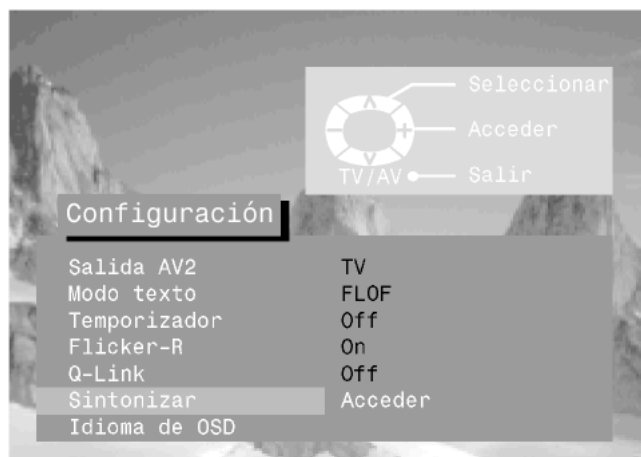 Seleccionar
Acceder
TV/AV Salir
Configuración
Salida AV2 TV
Modo texto FLOF
Temporizador Off
Flicker-R On
Q-Link Off
Sintonizar Acceder
Idioma de OSD